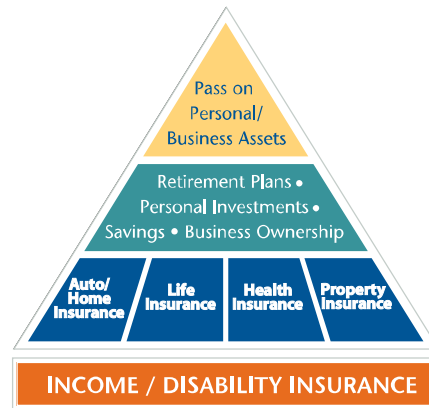 Pass on
Personal/
Business Assets
Retirement Plans •
Personal Investments •
Savings • Business Ownership
Auto/
Home
Insurance
Life
Insurance
Health
Insurance
Property
Insurance
INCOME / DISABILITY INSURANCE